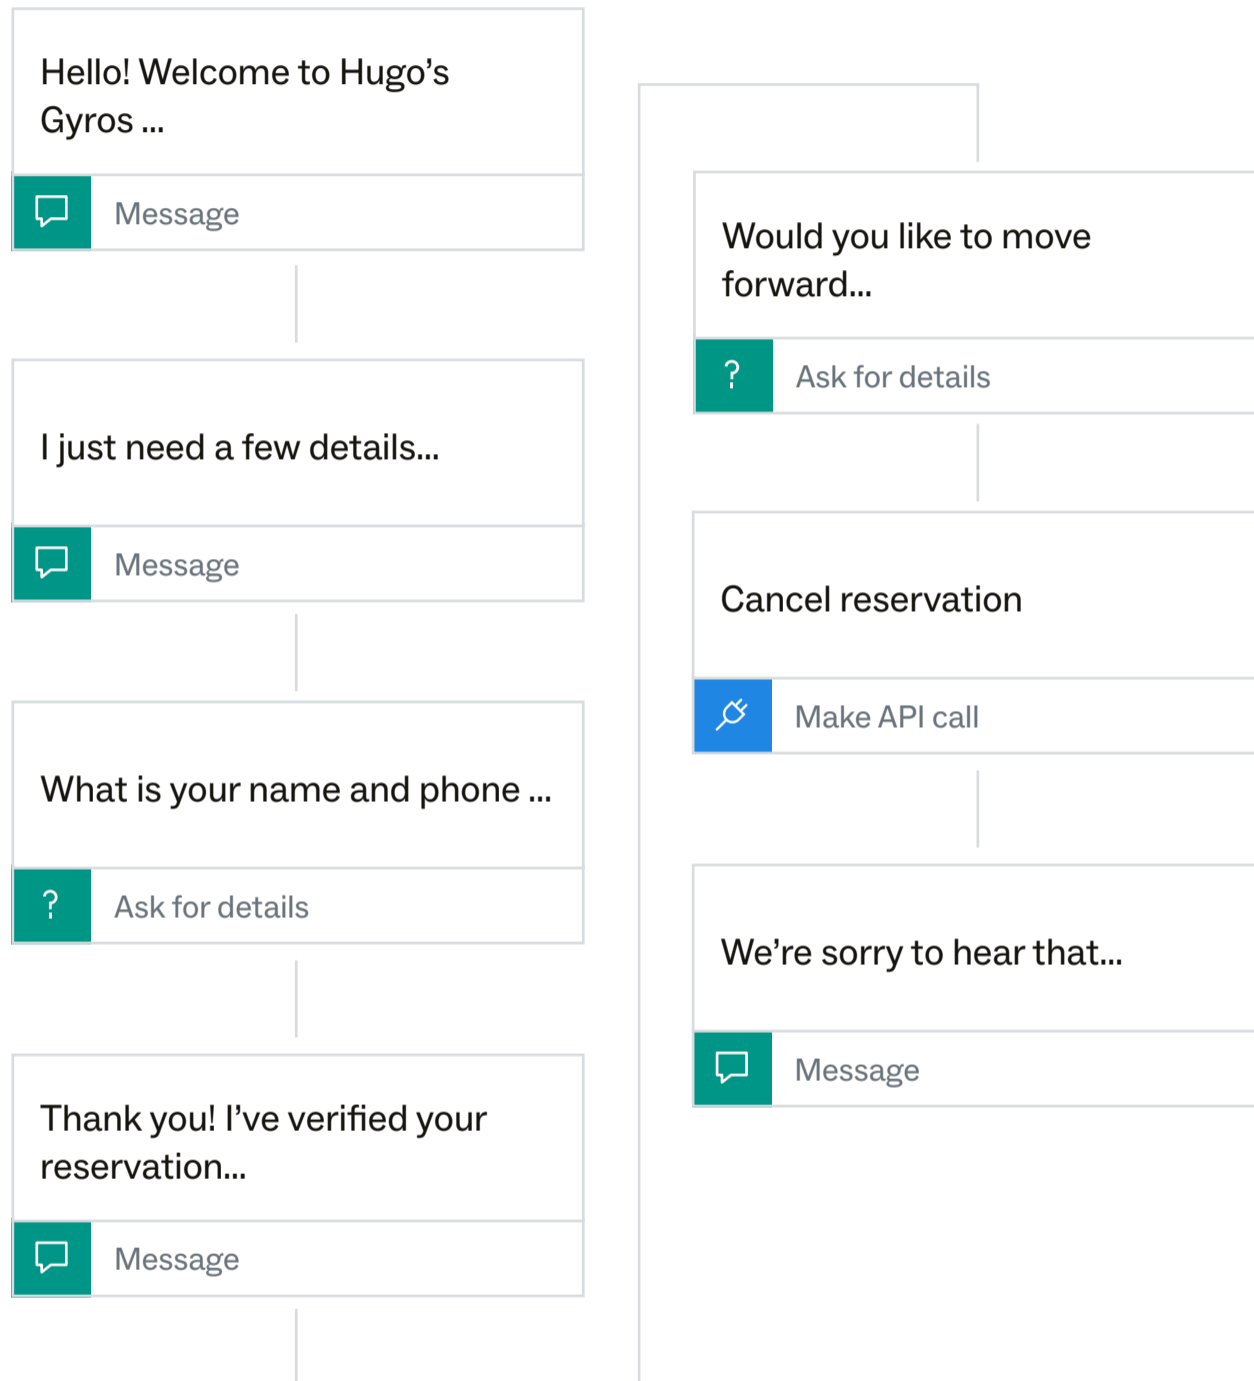 Hello! Welcome to Hugo’s
Gyros ...
Message
I just need a few details...
Message
What is your name and phone ...
?
Ask for details
Thank you! I’ve verified your
reservation...
Message
Would you like to move
forward...
?
Ask for details
Cancel reservation
Make API call
We’re sorry to hear that...
Message